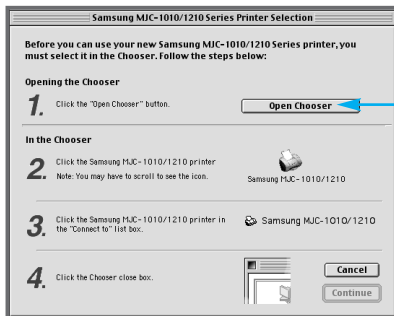 Samsung MJC-1010/1210 Series Printer Selection
Before you can use your new Samsung MJC-1010/1210 Series printer, you
must select it in the Chooser. Follow the steps below:
Opening the Chooser
1. Click the "Open Chooser" button.
Open Chooser
In the Chooser
2. Click the Samsung MJC-1010/1210 printer
Note: You may have to scroll to see the icon.
Samsung MJC-1010/1210
3. Click the Samsung MJC-1010/1210 printer in
the "Connect to" list box.
Samsung MJC-1010/1210
4. Click the Chooser close box.
Cancel
Continue